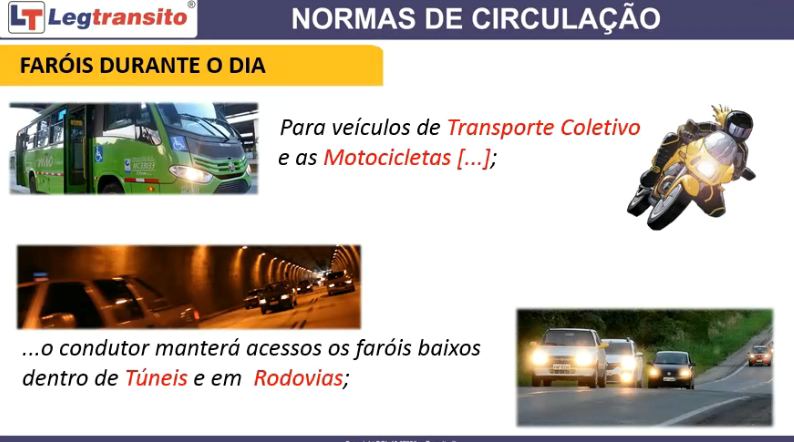 LT Legtransito®
NORMAS DE CIRCULAÇÃO
FARÓIS DURANTE O DIA
Para veículos de Transporte Coletivo
e as Motocicletas [...];
...o condutor manterá acessos os faróis baixos
dentro de Túneis e em Rodovias;